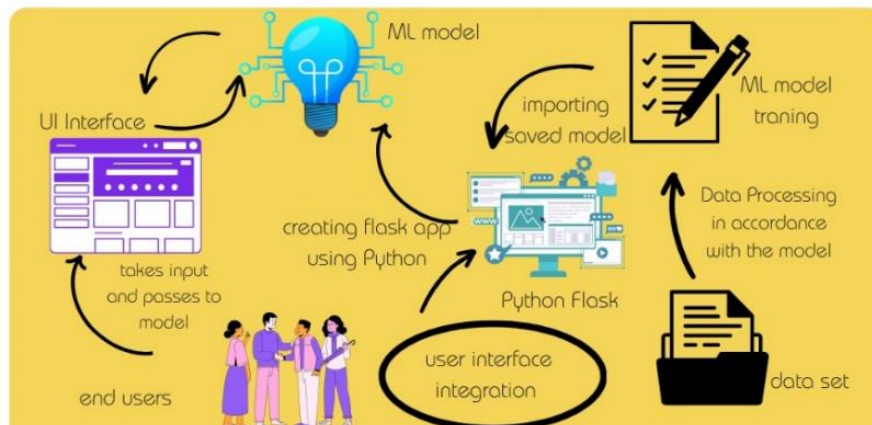 ML model
UI Interface
importing
saved model
ML model
traning
creating flask app
using Python
www
Data Processing
in accordance
with the model
takes input
and passes to
model
Python Flask
user interface
integration
end users
data set